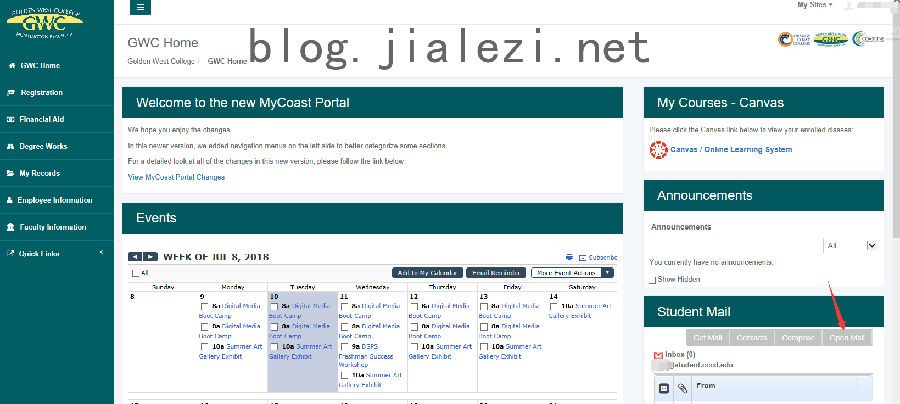 GOLDEN WEST COLLEGE
GWC
HUNTINGTON BEACH, CA
My Sites
GWC Home
blog.jialezi.net
Golden West College / GWC Home
ORANGE COAST COLLEGE
GWC
COASTLINE
GWC Home
Registration
Financial Aid
Degree Works
My Records
Employee Information
Faculty Information
Quick Links
Welcome to the new MyCoast Portal
We hope you enjoy the changes
In this newer version, we added navigation menus on the left side to better categorize some sections
For a detailed look at all of the changes in this new version, please follow the link below
View MyCoast Portal Changes
Events
WEEK OF JUL 8, 2018
Subscribe
All
Add to My Calendar Email Reminder More Event Actions
Sunday Monday Tuesday Wednesday Thursday Friday Saturday
8 9 10 11 12 13 14
8a Digital Media Boot Camp
8a Digital Media Boot Camp
10a Summer Art Gallery Exhibit
8a Digital Media Boot Camp
8a Digital Media Boot Camp
10a Summer Art Gallery Exhibit
8a Digital Media Boot Camp
9a DSPS Freshman Success Workshop
10a Summer Art Gallery Exhibit
8a Digital Media Boot Camp
8a Digital Media Boot Camp
10a Summer Art Gallery Exhibit
8a Digital Media Boot Camp
8a Digital Media Boot Camp
10a Summer Art Gallery Exhibit
10a Summer Art Gallery Exhibit
My Courses - Canvas
Please click the Canvas link below to view your enrolled classes:
Canvas / Online Learning System
Announcements
Announcements
All
You currently have no announcements.
Show Hidden
Student Mail
Get Mail Contacts Compose Open Mail
Inbox (0)
@student.cccd.edu
From